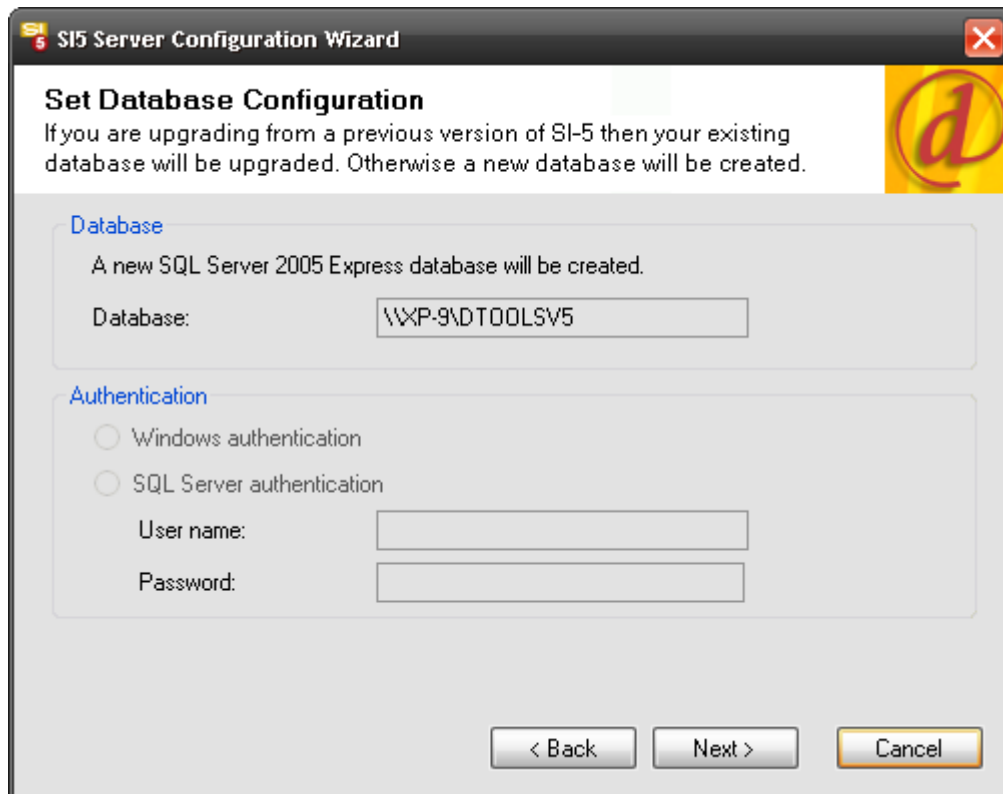 SI
5
SI5 Server Configuration Wizard
Set Database Configuration
If you are upgrading from a previous version of SI-5 then your existing
database will be upgraded. Otherwise a new database will be created.
d
Database
A new SQL Server 2005 Express database will be created.
Database: \\XP-9\DTOOLSV5
Authentication
Windows authentication
SQL Server authentication
User name:
Password:
< Back Next > Cancel